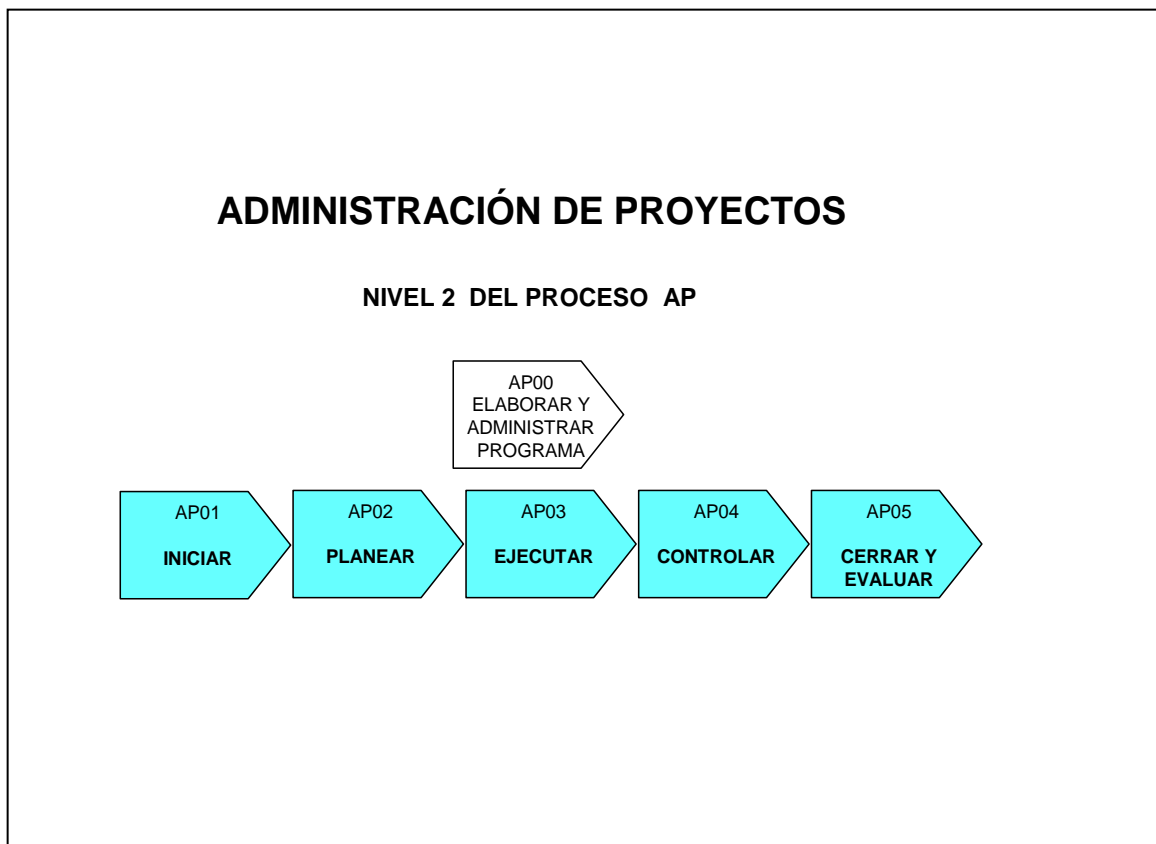 ADMINISTRACIÓN DE PROYECTOS
NIVEL 2 DEL PROCESO AP
AP00
ELABORAR Y
ADMINISTRAR
PROGRAMA
AP01
INICIAR
AP02
PLANEAR
AP03
EJECUTAR
AP04
CONTROLAR
AP05
CERRAR Y
EVALUAR